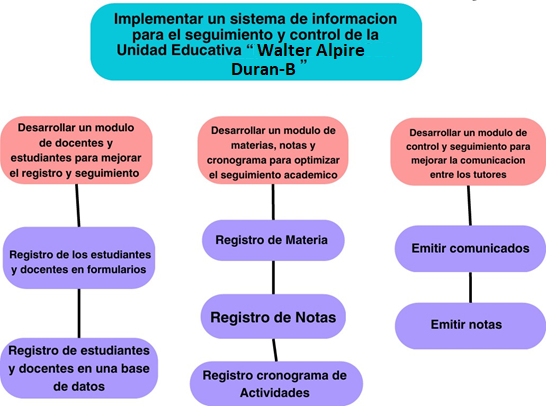 Implementar un sistema de informacion
para el seguimiento y control de la
Unidad Educativa “ Walter Alpire
Duran-B ”
Desarrollar un modulo
de docentes y
estudiantes para mejorar
el registro y seguimiento
Registro de los estudiantes
y docentes en formularios
Registro de estudiantes
y docentes en una base
de datos
Desarrollar un modulo de
materias, notas y
cronograma para optimizar
el seguimiento academico
Registro de Materia
Registro de Notas
Registro cronograma de
Actividades
Desarrollar un modulo de
control y seguimiento para
mejorar la comunicacion
entre los tutores
Emitir comunicados
Emitir notas